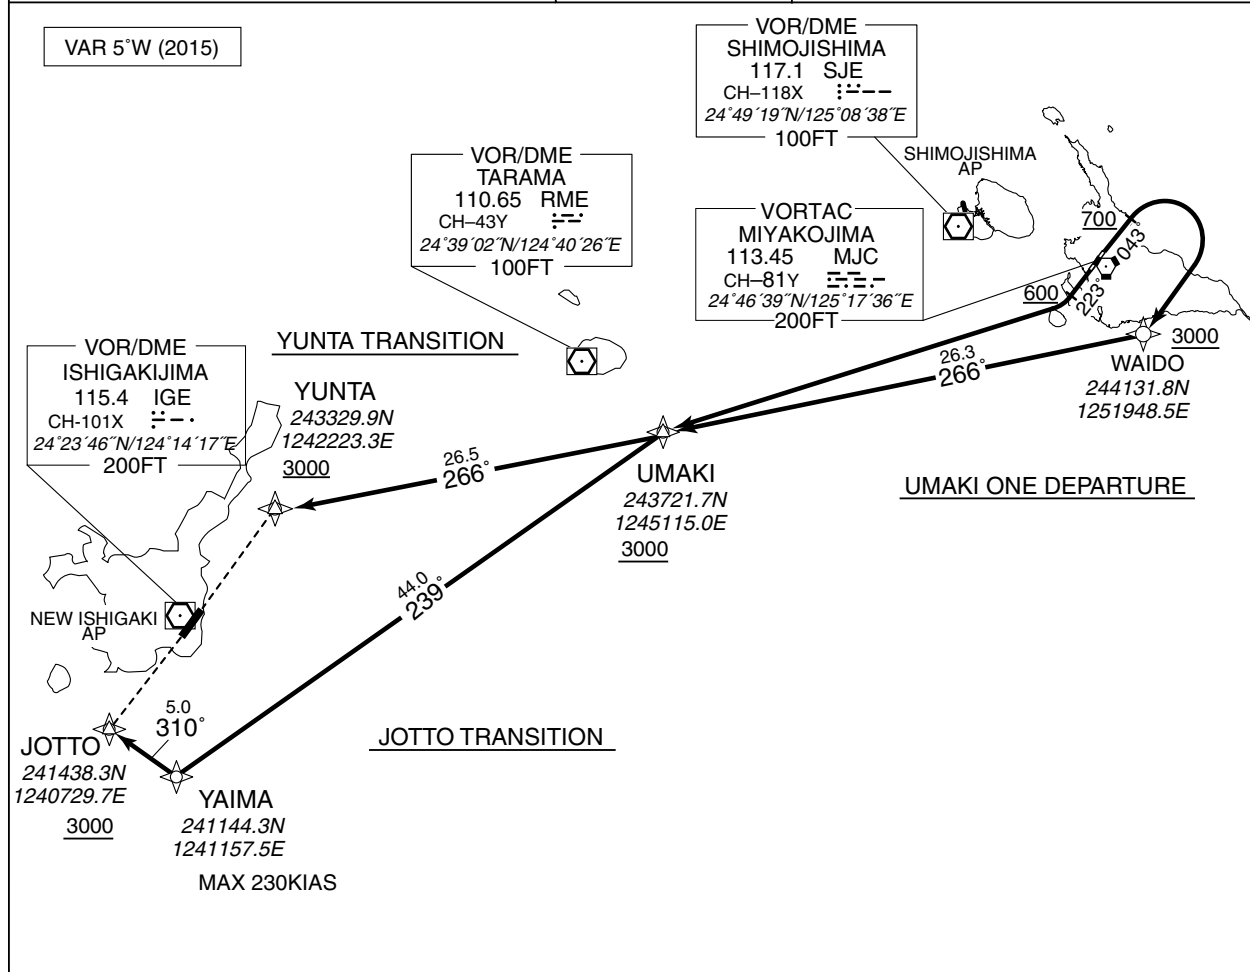 VAR 5°W (2015)
VOR/DME
SHIMOJISHIMA
117.1 SJE
CH–118X
24°49´19˝N/125°08´38˝E
100FT
SHIMOJISHIMA
AP
VOR/DME
TARAMA
110.65 RME
CH–43Y
24°39´02˝N/124°40´26˝E
100FT
VORTAC
MIYAKOJIMA
113.45 MJC
CH–81Y
24°46´39˝N/125°17´36˝E
200FT
700
043°
600
223°
3000
WAIDO
244131.8N
1251948.5E
26.3
266°
YUNTA TRANSITION
VOR/DME
ISHIGAKIJIMA
115.4 IGE
CH-101X
24°23´46˝N/124°14´17˝E
200FT
YUNTA
243329.9N
1242223.3E
3000
26.5
266°
UMAKI
243721.7N
1245115.0E
3000
UMAKI ONE DEPARTURE
44.0
239°
NEW ISHIGAKI
AP
5.0
310°
JOTTO
241438.3N
1240729.7E
3000
JOTTO TRANSITION
YAIMA
241144.3N
1241157.5E
MAX 230KIAS